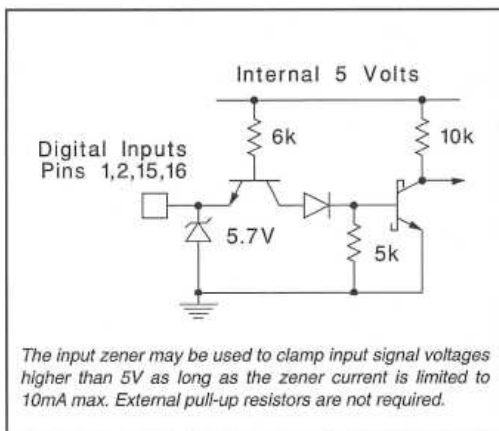 Internal 5 Volts
6k
10k
Digital Inputs
Pins 1,2,15,16
5.7V
5k
The input zener may be used to clamp input signal voltages
higher than 5V as long as the zener current is limited to
10mA max. External pull-up resistors are not required.